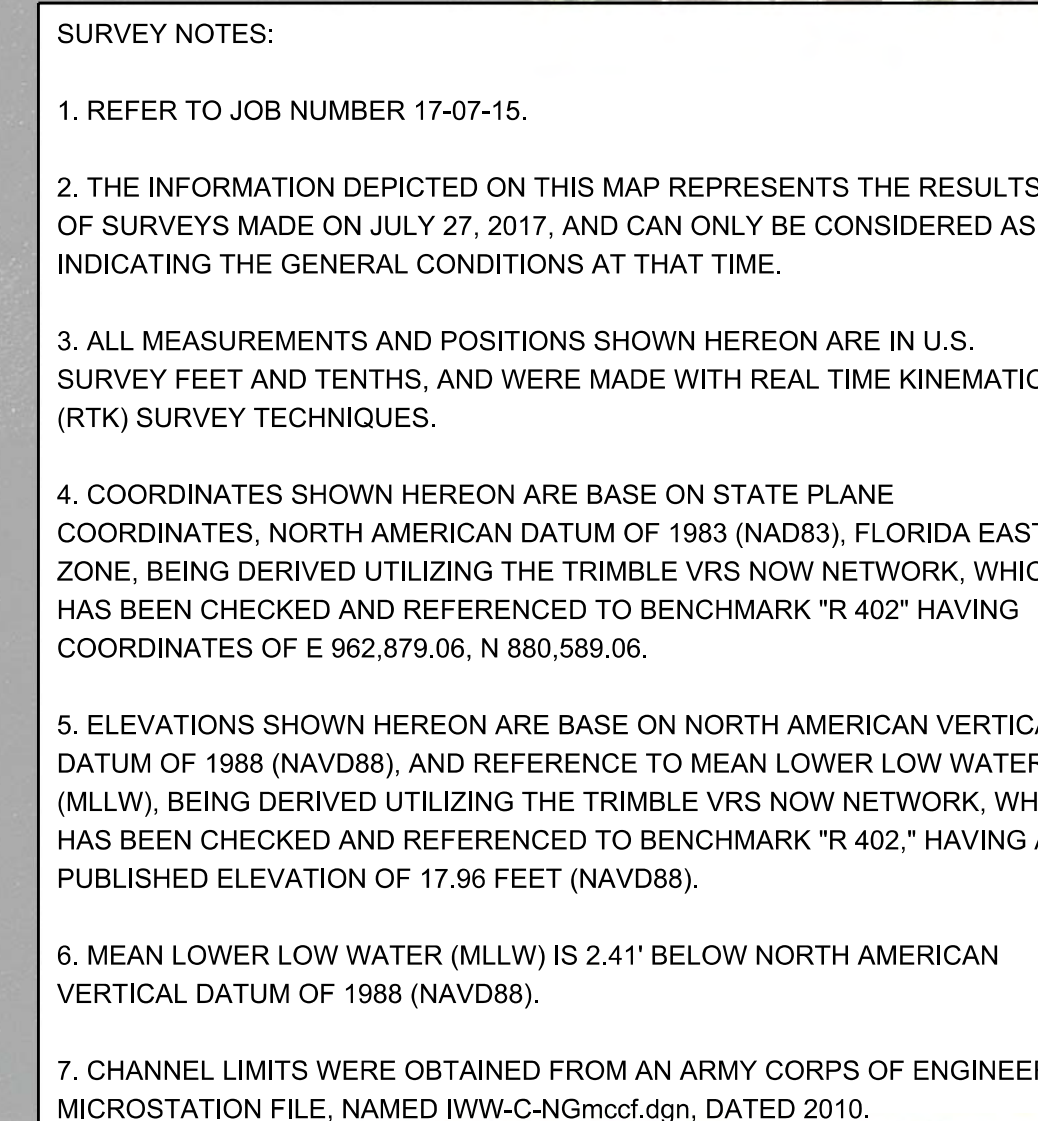 SURVEY NOTES:
1. REFER TO JOB NUMBER 17-07-15.
2. THE INFORMATION DEPICTED ON THIS MAP REPRESENTS THE RESULTS
OF SURVEYS MADE ON JULY 27, 2017, AND CAN ONLY BE CONSIDERED AS
INDICATING THE GENERAL CONDITIONS AT THAT TIME.
3. ALL MEASUREMENTS AND POSITIONS SHOWN HEREON ARE IN U.S.
SURVEY FEET AND TENTHS, AND WERE MADE WITH REAL TIME KINEMATIC
(RTK) SURVEY TECHNIQUES.
4. COORDINATES SHOWN HEREON ARE BASE ON STATE PLANE
COORDINATES, NORTH AMERICAN DATUM OF 1983 (NAD83), FLORIDA EAST
ZONE, BEING DERIVED UTILIZING THE TRIMBLE VRS NOW NETWORK, WHIC
HAS BEEN CHECKED AND REFERENCED TO BENCHMARK "R 402" HAVING
COORDINATES OF E 962,879.06, N 880,589.06.
5. ELEVATIONS SHOWN HEREON ARE BASE ON NORTH AMERICAN VERTICA
DATUM OF 1988 (NAVD88), AND REFERENCE TO MEAN LOWER LOW WATER
(MLLW), BEING DERIVED UTILIZING THE TRIMBLE VRS NOW NETWORK, WH
HAS BEEN CHECKED AND REFERENCED TO BENCHMARK "R 402," HAVING A
PUBLISHED ELEVATION OF 17.96 FEET (NAVD88).
6. MEAN LOWER LOW WATER (MLLW) IS 2.41' BELOW NORTH AMERICAN
VERTICAL DATUM OF 1988 (NAVD88).
7. CHANNEL LIMITS WERE OBTAINED FROM AN ARMY CORPS OF ENGINEER
MICROSTATION FILE, NAMED IWW-C-NGmccf.dgn, DATED 2010.